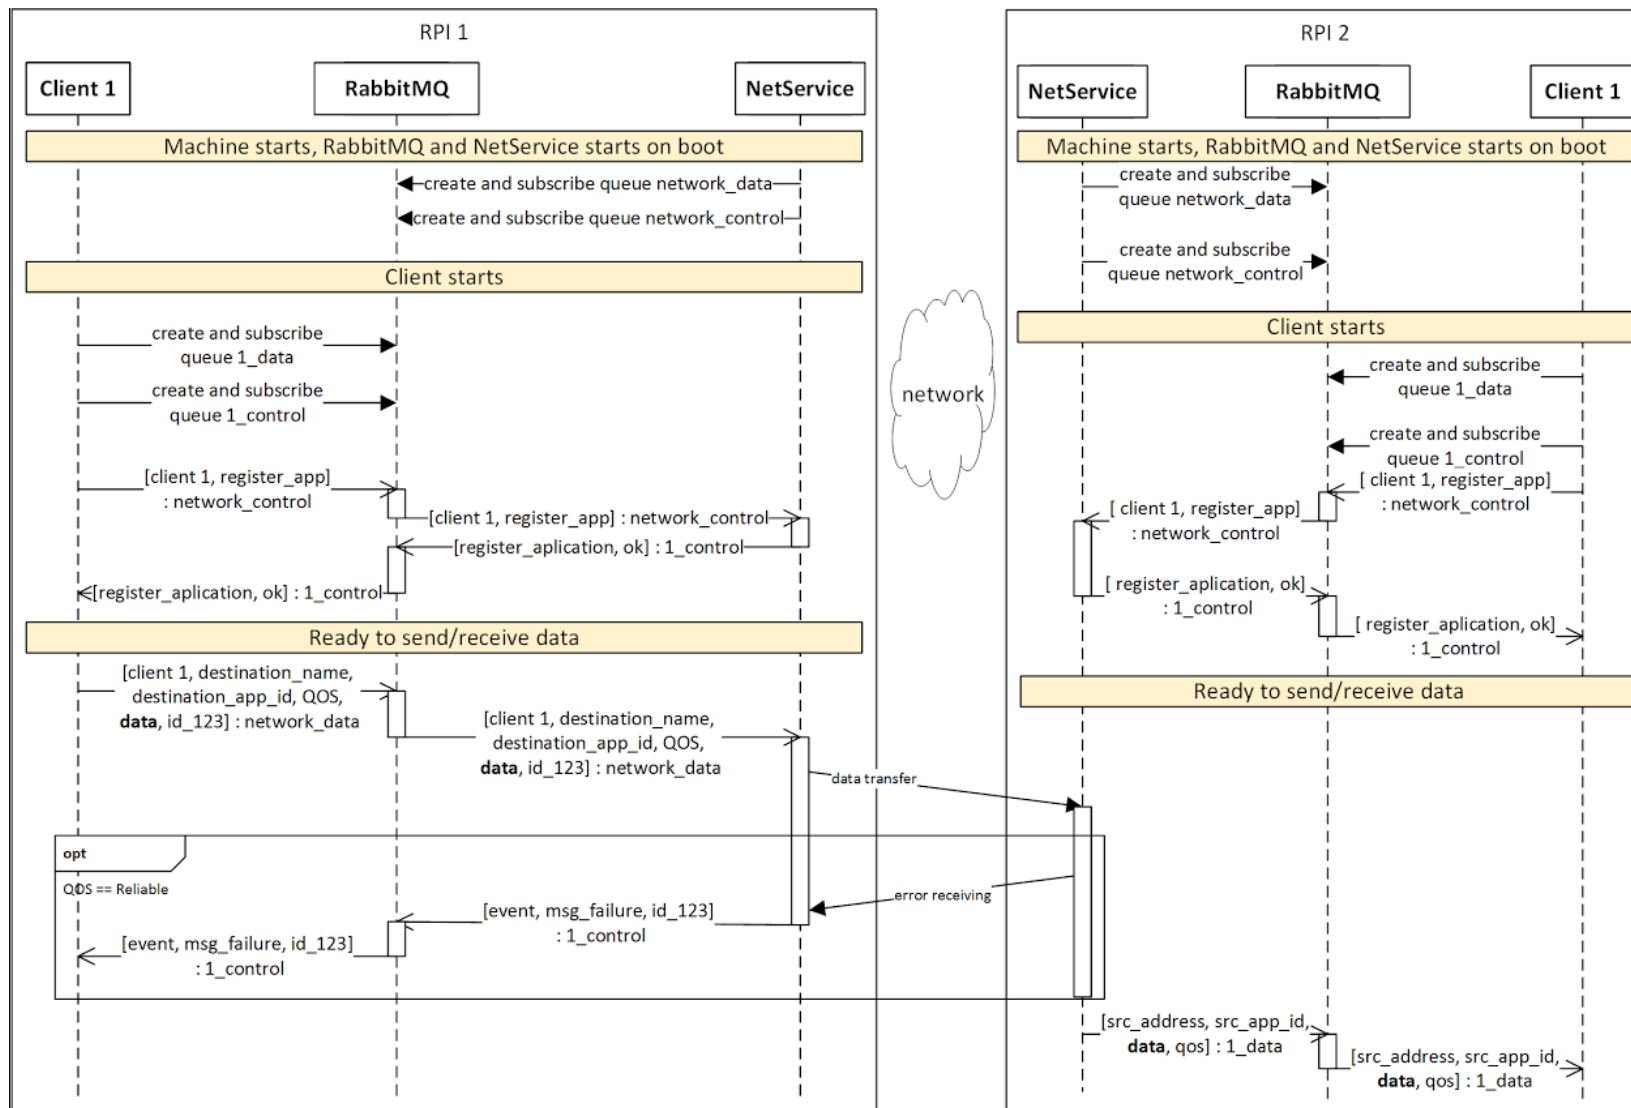 RPI 1
Client 1
RabbitMQ
NetService
Machine starts, RabbitMQ and NetService starts on boot
create and subscribe queue network_data
create and subscribe queue network_control
Client starts
create and subscribe
queue 1_data
create and subscribe
queue 1_control
[client 1, register_app]
: network_control
[client 1, register_app] : network_control
[register_aplication, ok] : 1_control
[register_aplication, ok] : 1_control
Ready to send/receive data
[client 1, destination_name,
destination_app_id, QOS,
data, id_123] : network_data
[client 1, destination_name,
destination_app_id, QOS,
data, id_123] : network_data
data transfer
opt
QOS == Reliable
error receiving
[event, msg_failure, id_123]
: 1_control
[event, msg_failure, id_123]
: 1_control
network
RPI 2
NetService
RabbitMQ
Client 1
Machine starts, RabbitMQ and NetService starts on boot
create and subscribe
queue network_data
create and subscribe
queue network_control
Client starts
create and subscribe
queue 1_data
create and subscribe
queue 1_control
[ client 1, register_app]
: network_control
[ client 1, register_app]
: network_control
[ register_aplication, ok]
: 1_control
[ register_aplication, ok]
: 1_control
Ready to send/receive data
[src_address, src_app_id,
data, qos] : 1_data
[src_address, src_app_id,
data, qos] : 1_data